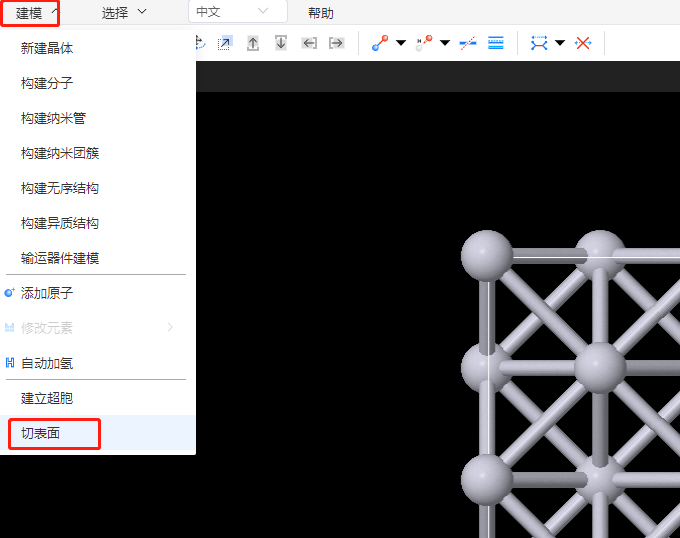 建模 选择 中文 帮助
新建晶体
构建分子
构建纳米管
构建纳米团簇
构建无序结构
构建异质结构
输运器件建模
添加原子
修改元素
自动加氢
建立超胞
切表面